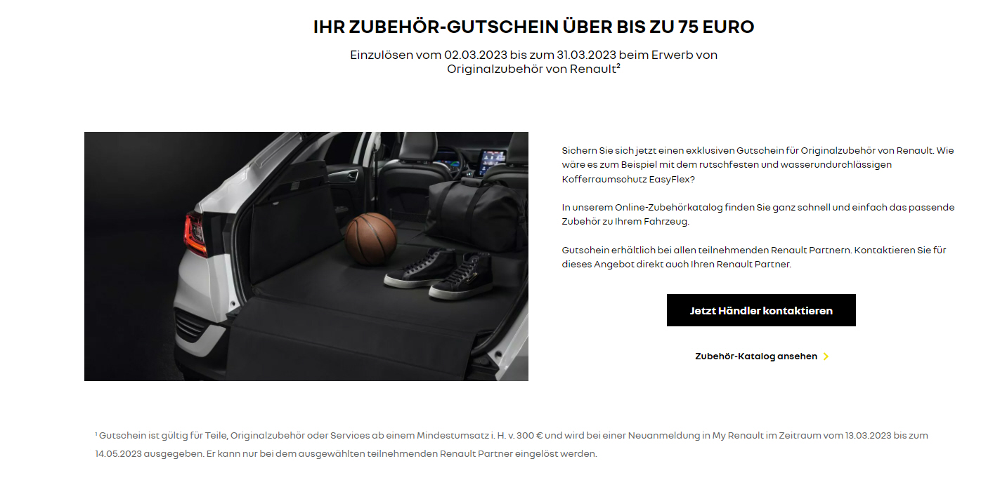 IHR ZUBEHÖR-GUTSCHEIN ÜBER BIS ZU 75 EURO
Einzulösen vom 02.03.2023 bis zum 31.03.2023 beim Erwerb von
Originalzubehör von Renault²
Sichern Sie sich jetzt einen exklusiven Gutschein für Originalzubehör von Renault. Wie
wäre es zum Beispiel mit dem rutschfesten und wasserundurchlässigen
Kofferraumschutz EasyFlex?
In unserem Online-Zubehörkatalog finden Sie ganz schnell und einfach das passende
Zubehör zu Ihrem Fahrzeug.
Gutschein erhältlich bei allen teilnehmenden Renault Partnern. Kontaktieren Sie für
dieses Angebot direkt auch Ihren Renault Partner.
Jetzt Händler kontaktieren
Zubehör-Katalog ansehen
¹ Gutschein ist gültig für Teile, Originalzubehör oder Services ab einem Mindestumsatz i. H. v. 300 € und wird bei einer Neuanmeldung in My Renault im Zeitraum vom 13.03.2023 bis zum
14.05.2023 ausgegeben. Er kann nur bei dem ausgewählten teilnehmenden Renault Partner eingelöst werden.